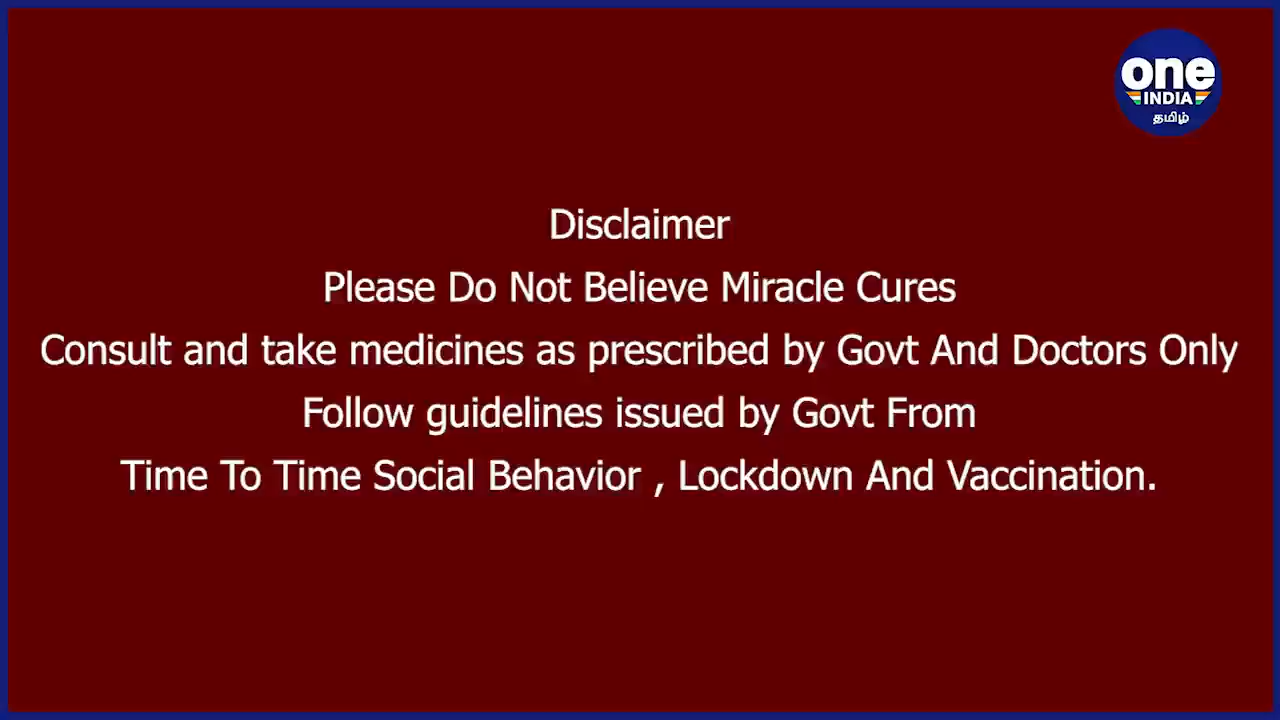 one
INDIA
தமிழ்
Disclaimer
Please Do Not Believe Miracle Cures
Consult and take medicines as prescribed by Govt And Doctors Only
Follow guidelines issued by Govt From
Time To Time Social Behavior , Lockdown And Vaccination.